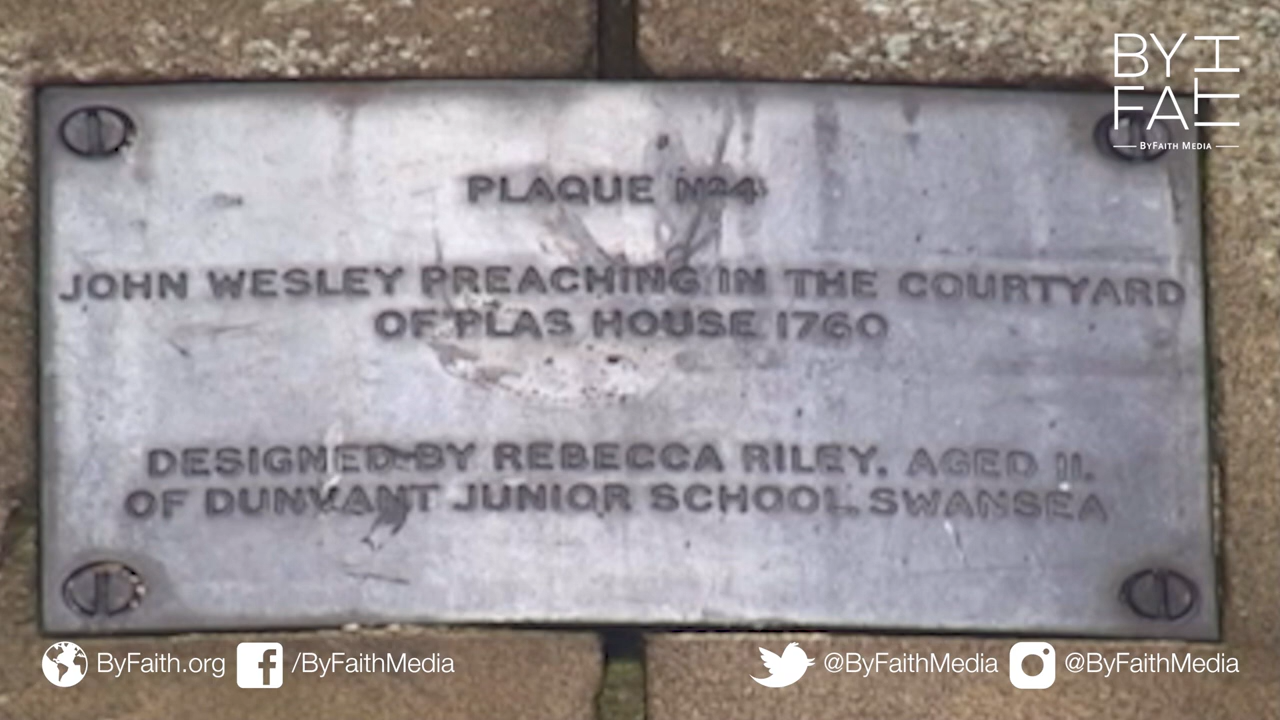 BY
FAITH
ByFaith Media
PLAQUE Nº4
JOHN WESLEY PREACHING IN THE COURTYARD
OF PLAS HOUSE 1760
DESIGNED BY REBECCA RILEY. AGED 11.
OF DUNVANT JUNIOR SCHOOL. SWANSEA
ByFaith.org /ByFaithMedia @ByFaithMedia @ByFaithMedia